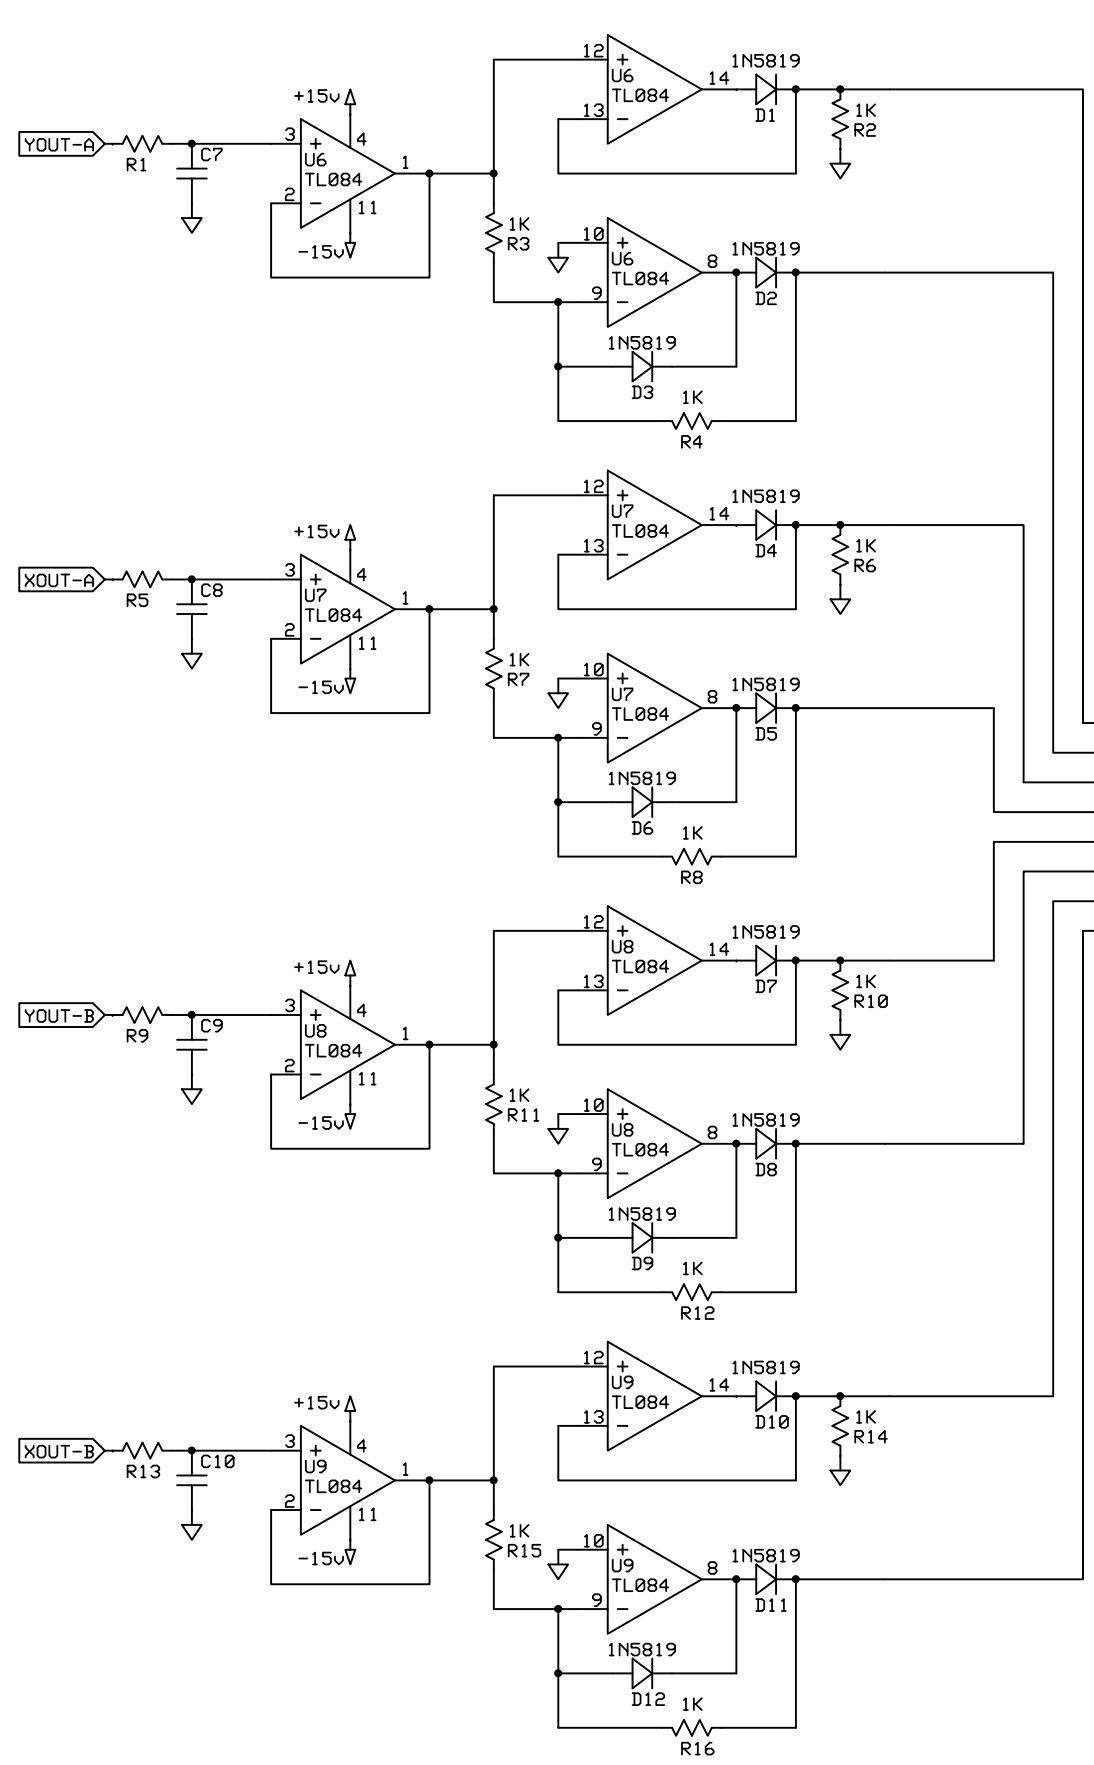 12
+
U6
TL084
13
−
14
1N5819
D1
1K
R2
YOUT-A
R1
C7
+15v
3
+
4
U6
TL084
2
−
11
-15v
1
1K
R3
10
+
U6
TL084
9
−
8
1N5819
D2
1N5819
D3
1K
R4
12
+
U7
TL084
13
−
14
1N5819
D4
1K
R6
XOUT-A
R5
C8
+15v
3
+
4
U7
TL084
2
−
11
-15v
1
1K
R7
10
+
U7
TL084
9
−
8
1N5819
D5
1N5819
D6
1K
R8
12
+
U8
TL084
13
−
14
1N5819
D7
1K
R10
YOUT-B
R9
C9
+15v
3
+
4
U8
TL084
2
−
11
-15v
1
1K
R11
10
+
U8
TL084
9
−
8
1N5819
D8
1N5819
D9
1K
R12
12
+
U9
TL084
13
−
14
1N5819
D10
1K
R14
XOUT-B
R13
C10
+15v
3
+
4
U9
TL084
2
−
11
-15v
1
1K
R15
10
+
U9
TL084
9
−
8
1N5819
D11
1N5819
D12
1K
R16